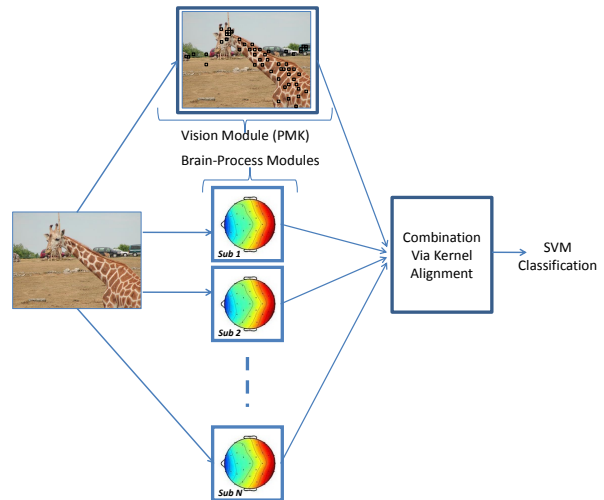 Vision Module (PMK)
Brain-Process Modules
Sub 1
Sub 2
Sub N
Combination
Via Kernel
Alignment
SVM
Classification